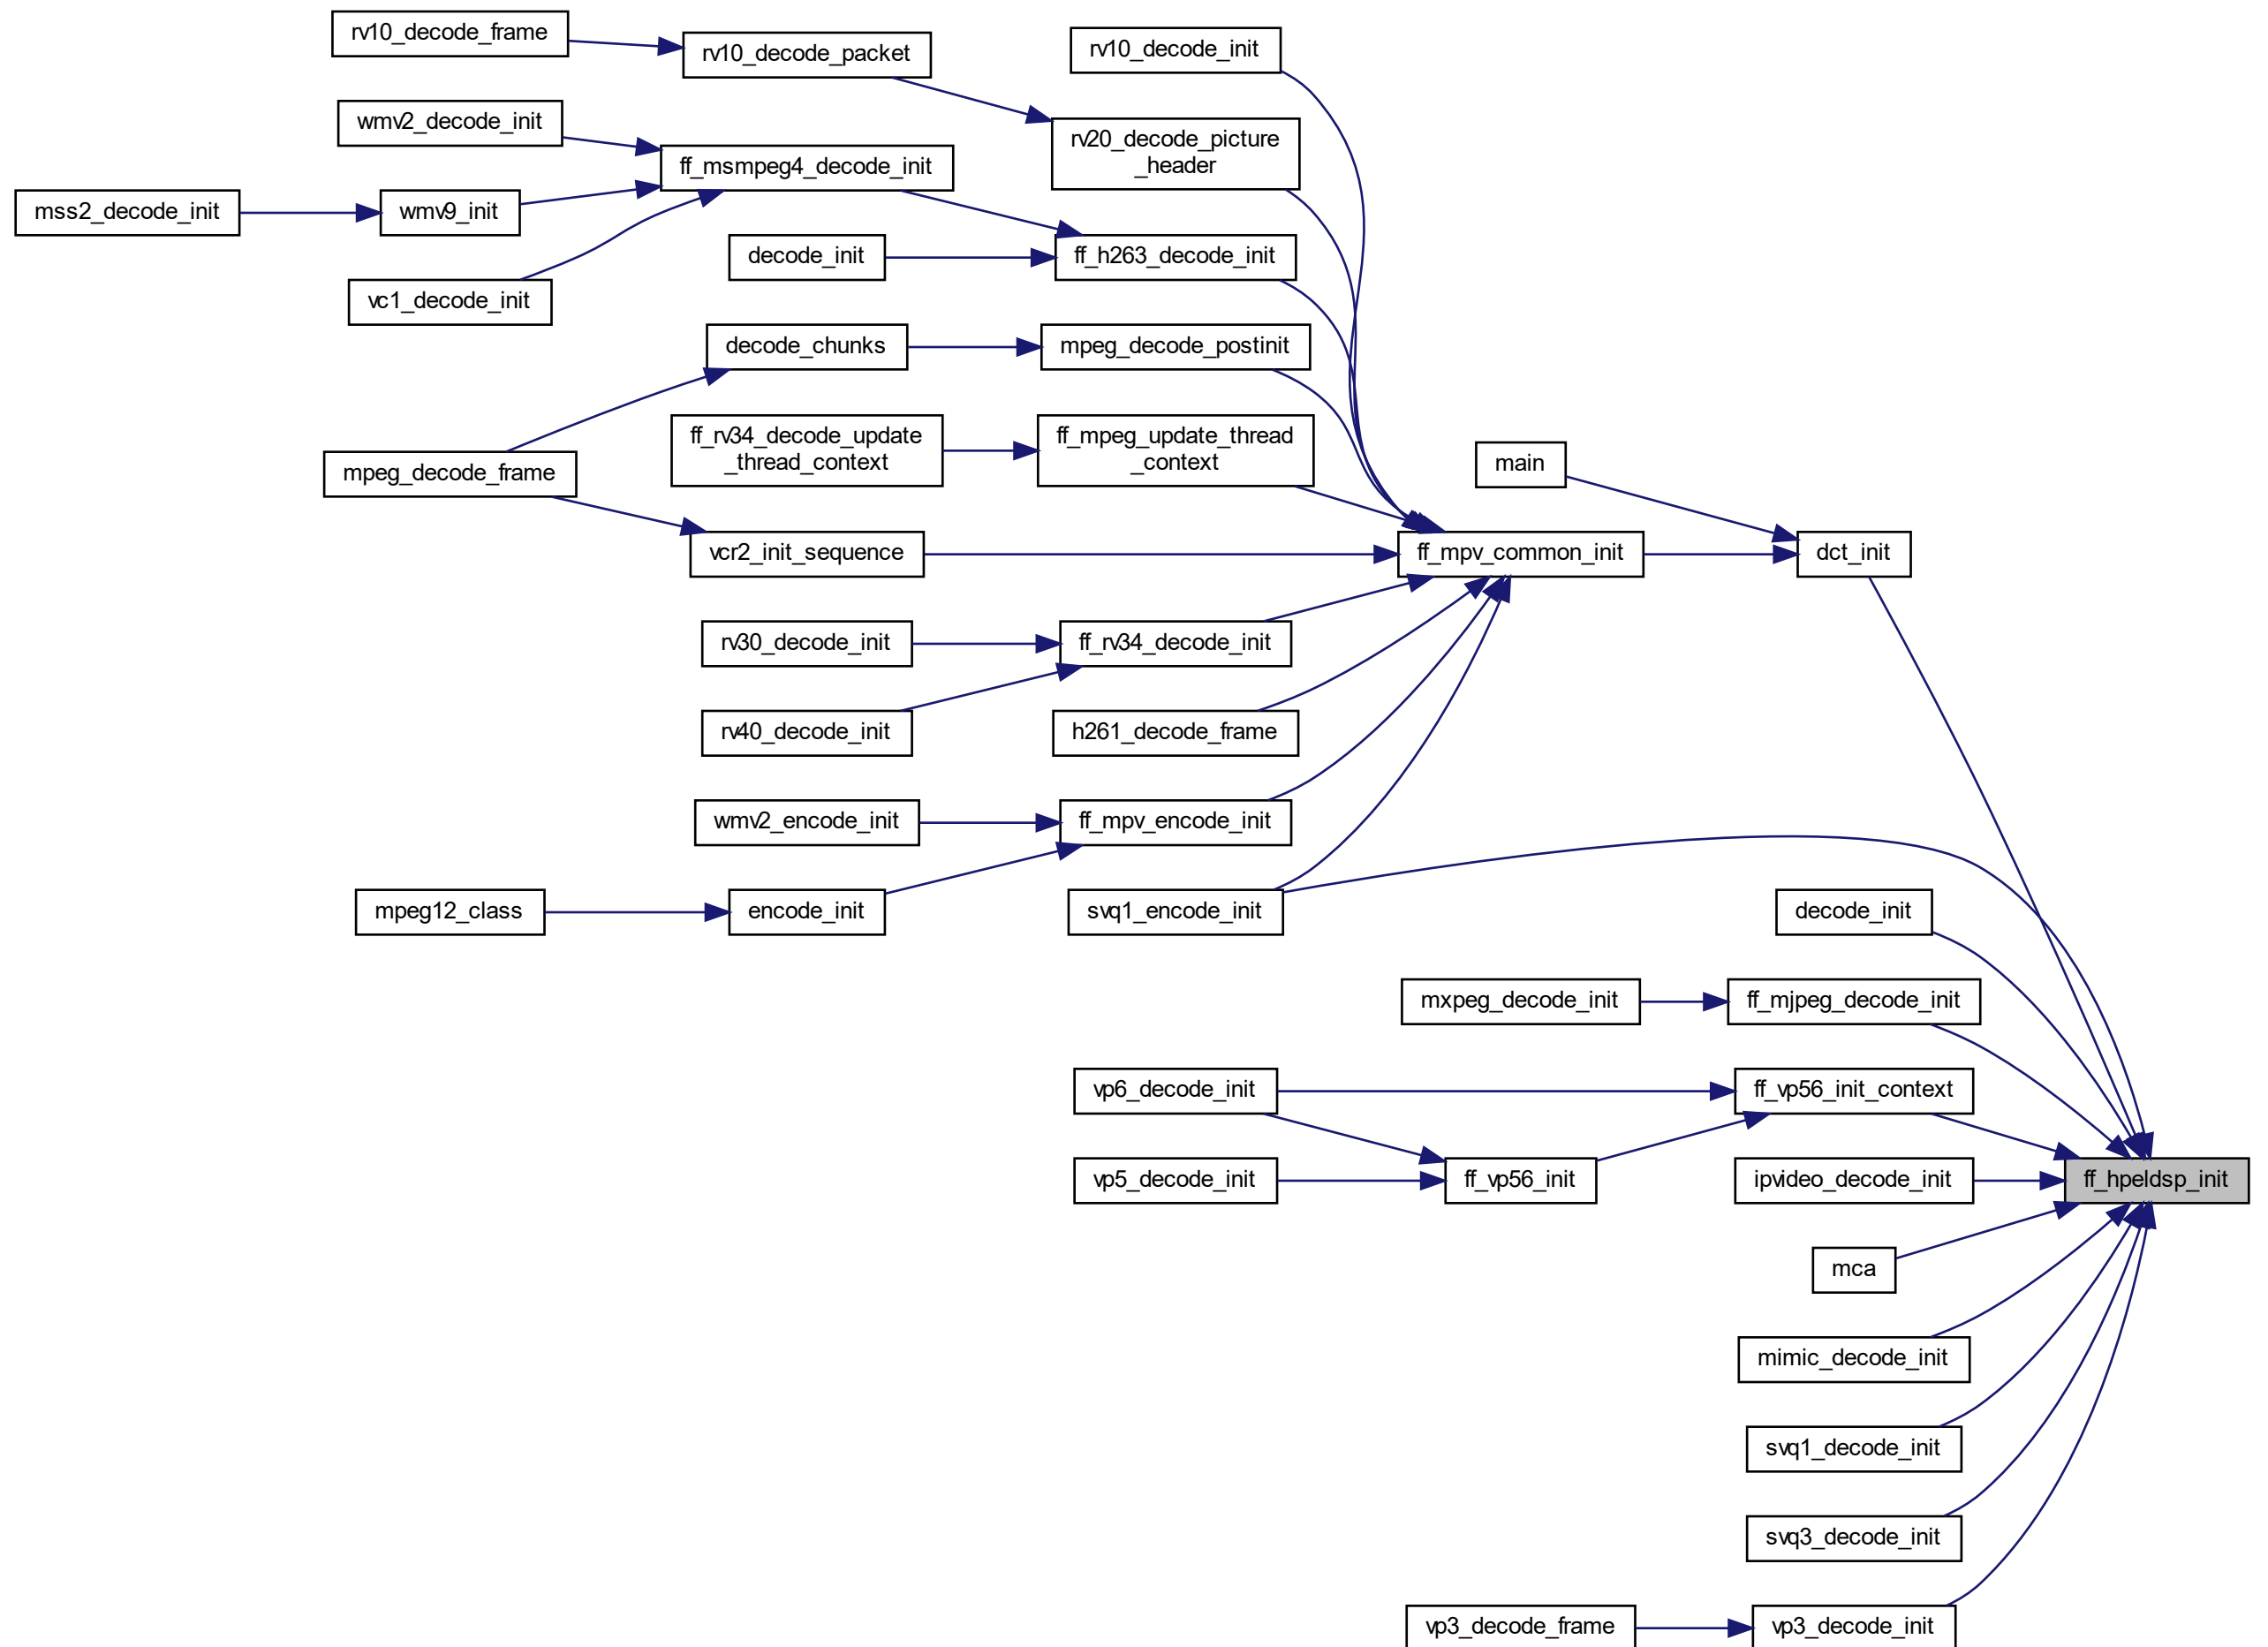 rv10_decode_frame
rv10_decode_packet
rv10_decode_init
wmv2_decode_init
rv20_decode_picture
_header
ff_msmpeg4_decode_init
mss2_decode_init
wmv9_init
decode_init
ff_h263_decode_init
vc1_decode_init
decode_chunks
mpeg_decode_postinit
ff_rv34_decode_update
_thread_context
ff_mpeg_update_thread
_context
main
mpeg_decode_frame
vcr2_init_sequence
ff_mpv_common_init
dct_init
rv30_decode_init
ff_rv34_decode_init
rv40_decode_init
h261_decode_frame
wmv2_encode_init
ff_mpv_encode_init
mpeg12_class
encode_init
svq1_encode_init
decode_init
mxpeg_decode_init
ff_mjpeg_decode_init
vp6_decode_init
ff_vp56_init_context
vp5_decode_init
ff_vp56_init
ipvideo_decode_init
ff_hpeldsp_init
mca
mimic_decode_init
svq1_decode_init
svq3_decode_init
vp3_decode_frame
vp3_decode_init